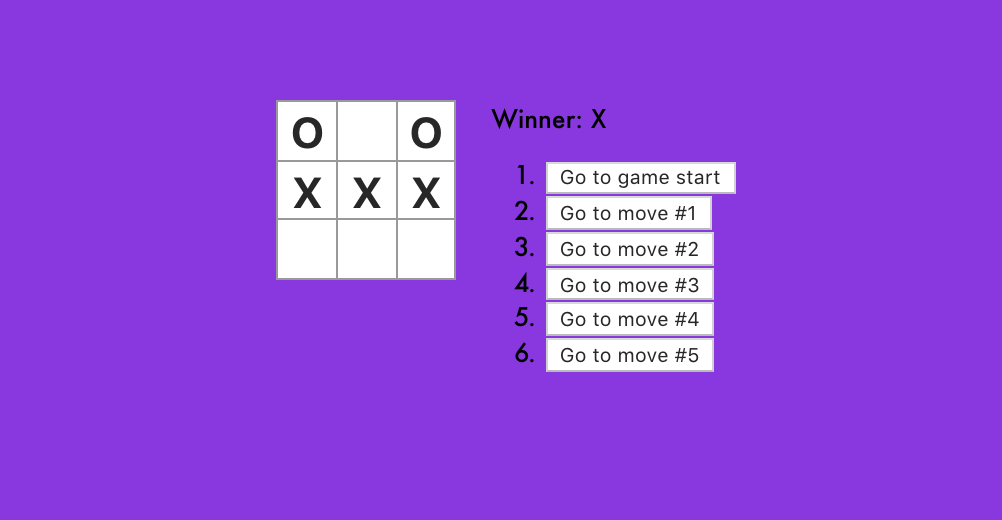 O O
X X X
Winner: X
1. Go to game start
2. Go to move #1
3. Go to move #2
4. Go to move #3
5. Go to move #4
6. Go to move #5